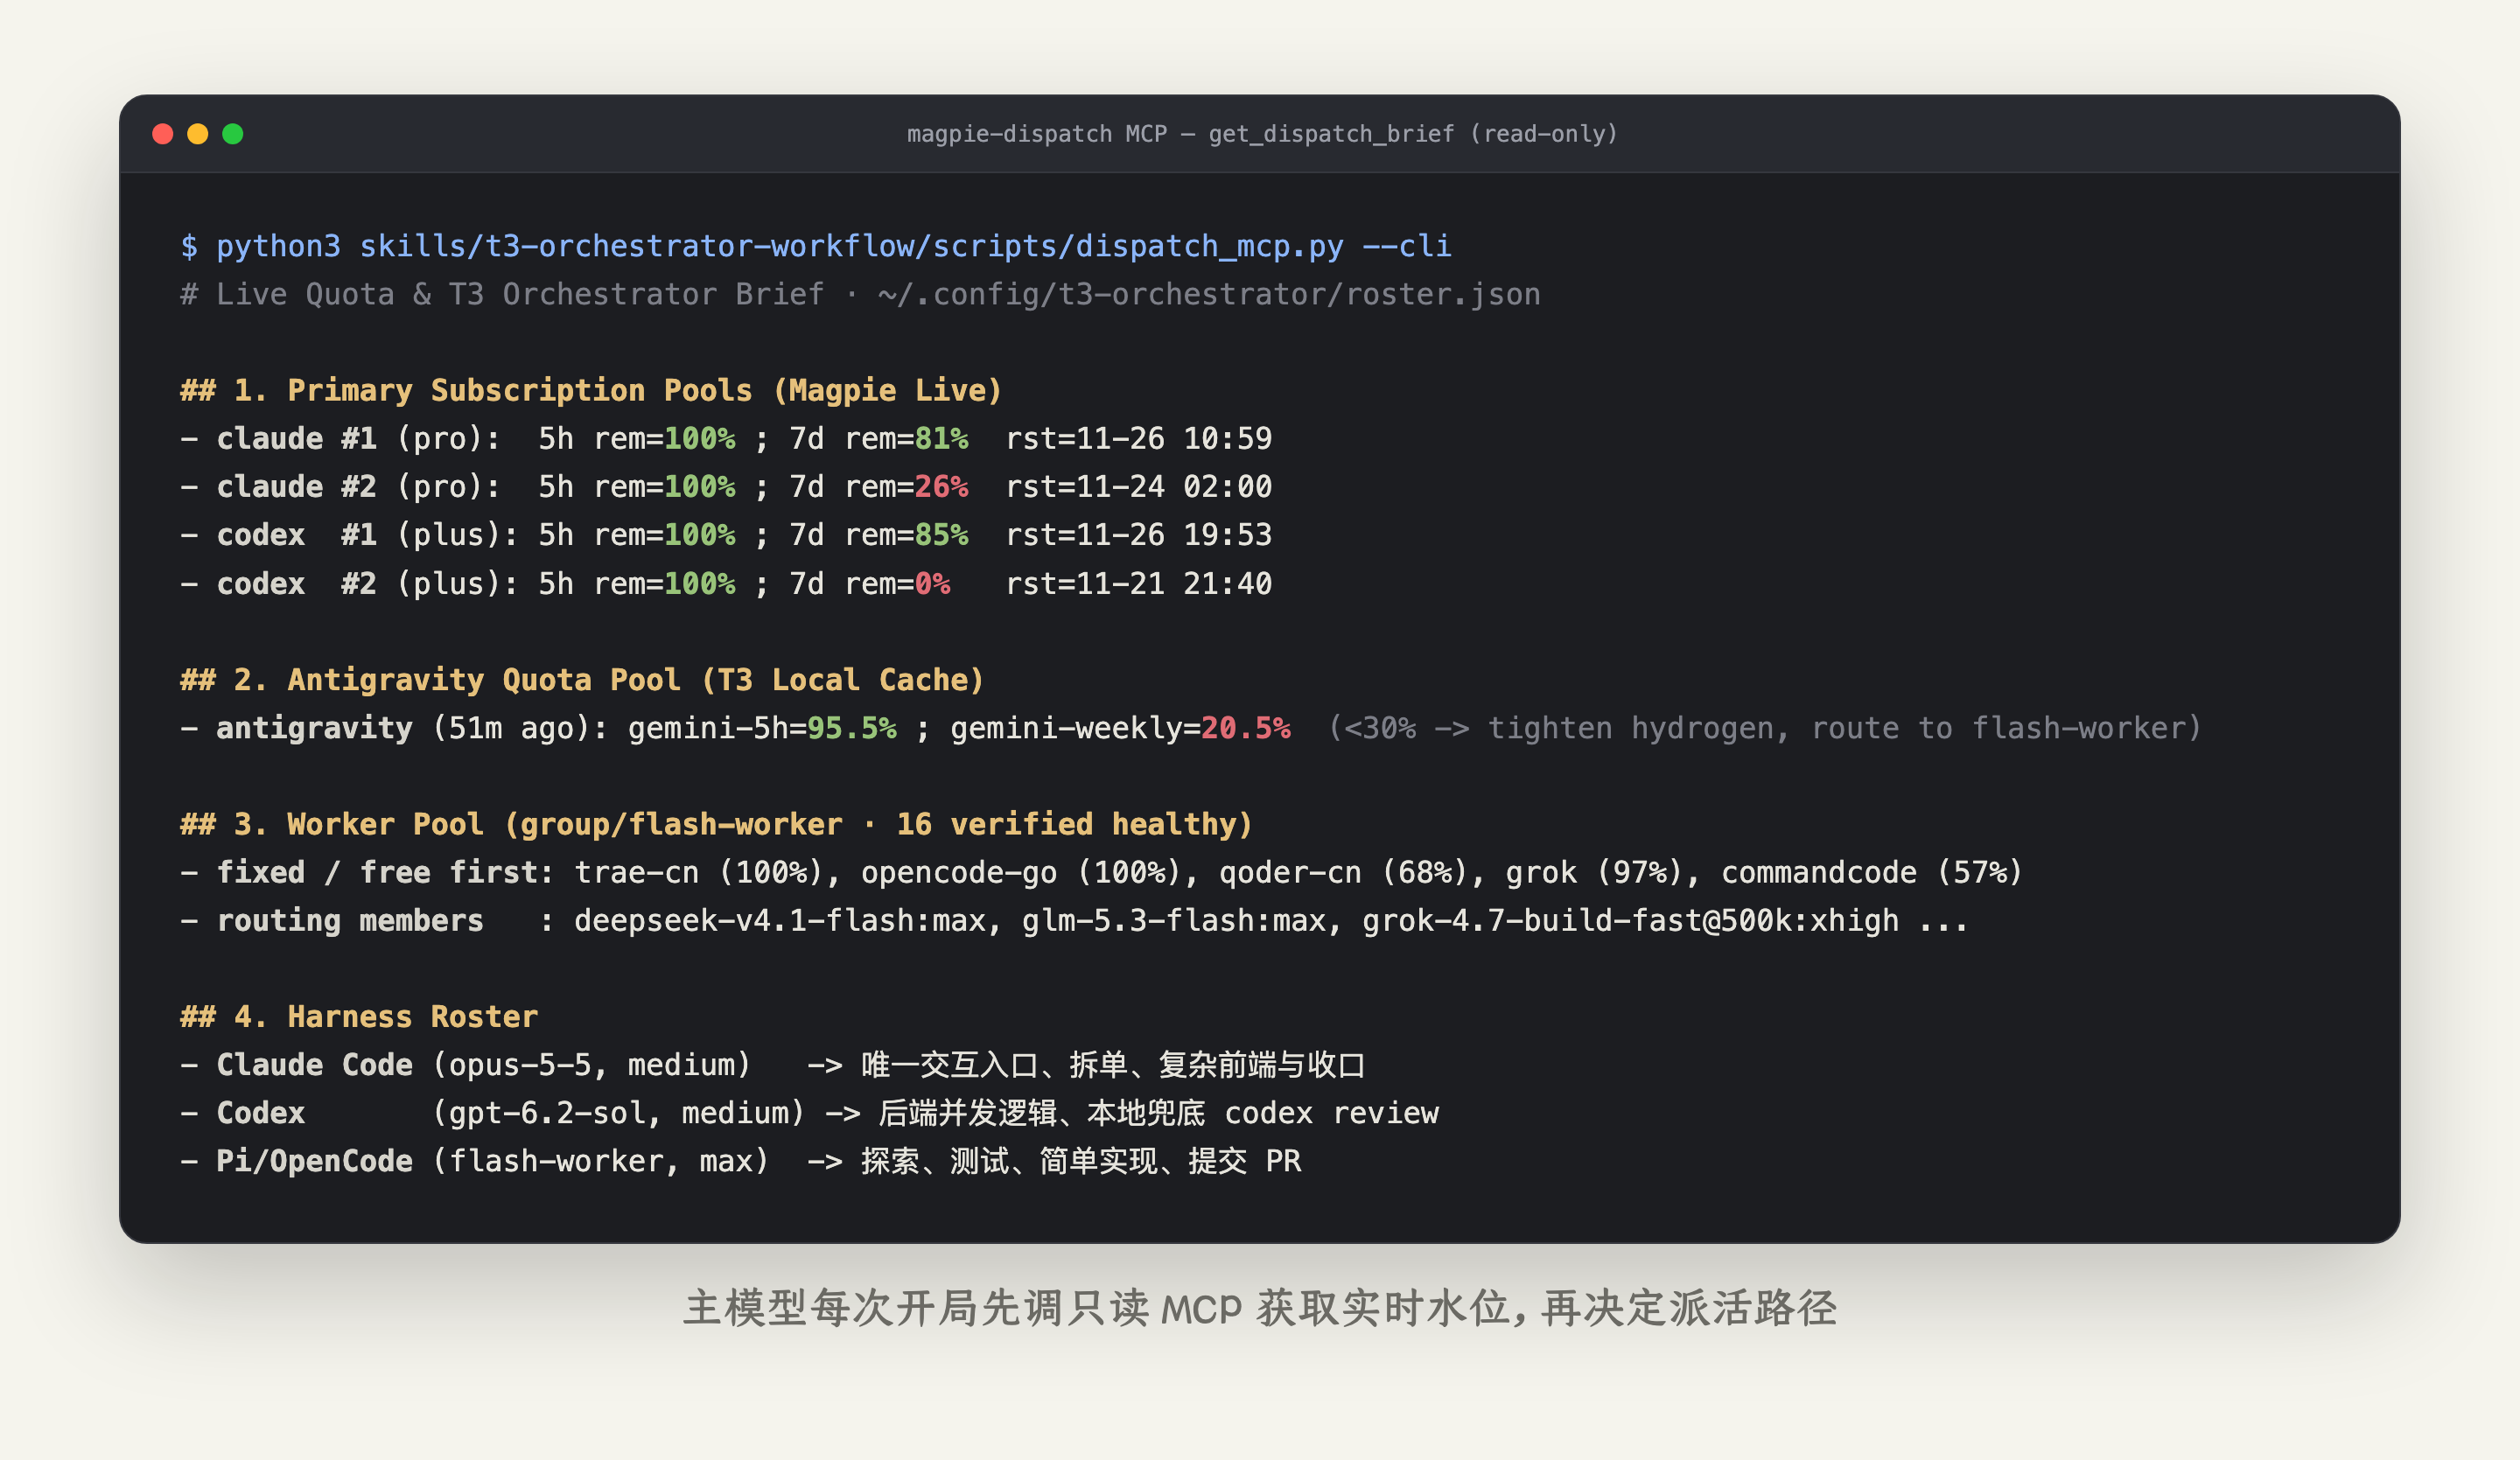 magpie-dispatch MCP — get_dispatch_brief (read-only)
$ python3 skills/t3-orchestrator-workflow/scripts/dispatch_mcp.py --cli
# Live Quota & T3 Orchestrator Brief · ~/.config/t3-orchestrator/roster.json
## 1. Primary Subscription Pools (Magpie Live)
- claude #1 (pro):  5h rem=100% ; 7d rem=81%  rst=11-26 10:59
- claude #2 (pro):  5h rem=100% ; 7d rem=26%  rst=11-24 02:00
- codex  #1 (plus): 5h rem=100% ; 7d rem=85%  rst=11-26 19:53
- codex  #2 (plus): 5h rem=100% ; 7d rem=0%   rst=11-21 21:40
## 2. Antigravity Quota Pool (T3 Local Cache)
- antigravity (51m ago): gemini-5h=95.5% ; gemini-weekly=20.5%  (<30% -> tighten hydrogen, route to flash-worker)
## 3. Worker Pool (group/flash-worker · 16 verified healthy)
- fixed / free first: trae-cn (100%), opencode-go (100%), qoder-cn (68%), grok (97%), commandcode (57%)
- routing members   : deepseek-v4.1-flash:max, glm-5.3-flash:max, grok-4.7-build-fast@500k:xhigh ...
## 4. Harness Roster
- Claude Code (opus-5-5, medium)   -> 唯一交互入口、拆单、复杂前端与收口
- Codex       (gpt-6.2-sol, medium) -> 后端并发逻辑、本地兜底 codex review
- Pi/OpenCode (flash-worker, max)  -> 探索、测试、简单实现、提交 PR
主模型每次开局先调只读 MCP 获取实时水位，再决定派活路径